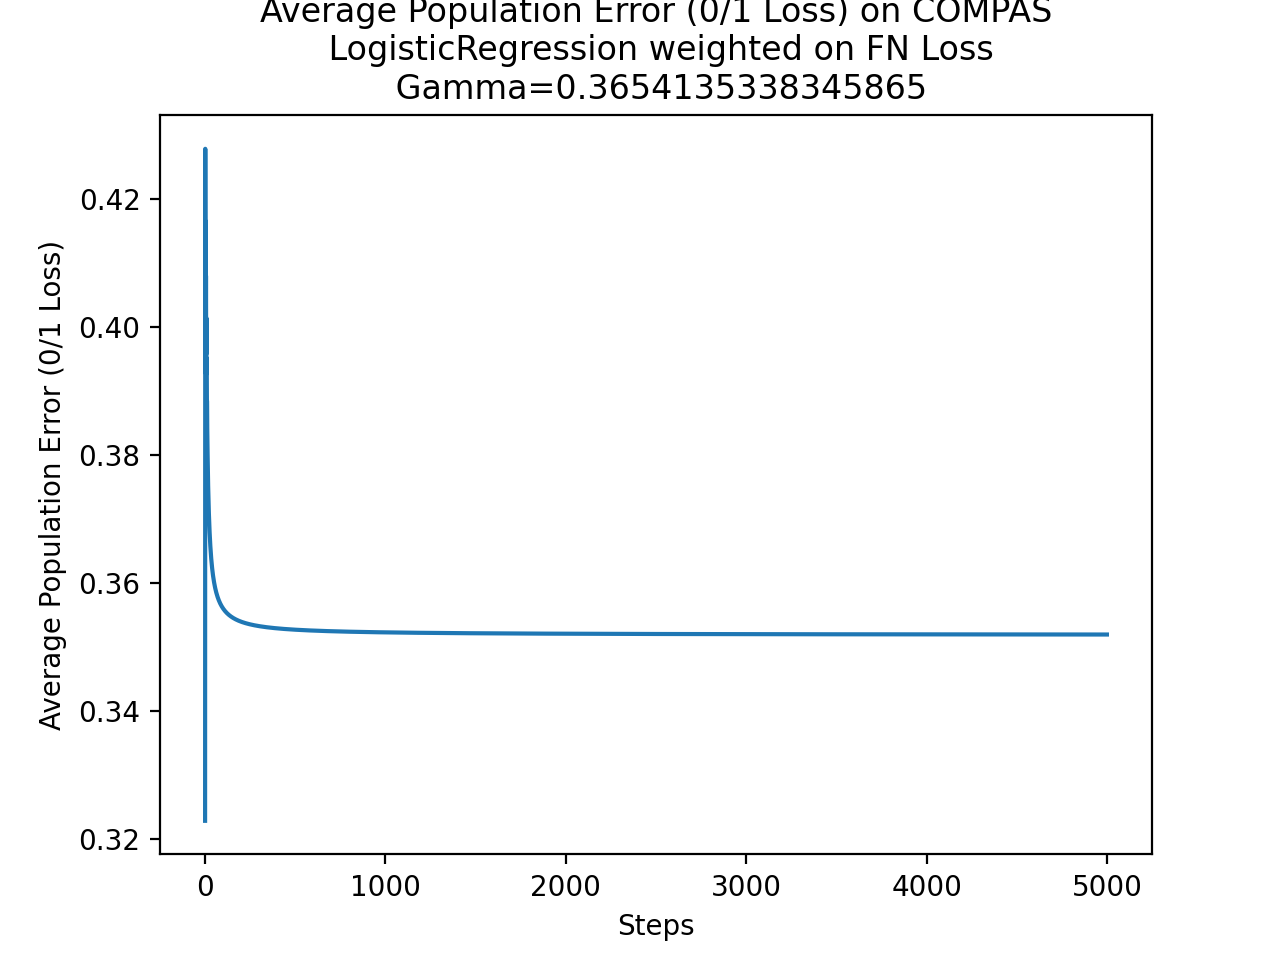 Average Population Error (0/1 Loss) on COMPAS
LogisticRegression weighted on FN Loss
Gamma=0.3654135338345865
Average Population Error (0/1 Loss)
0.42
0.40
0.38
0.36
0.34
0.32
0
1000
2000
3000
4000
5000
Steps